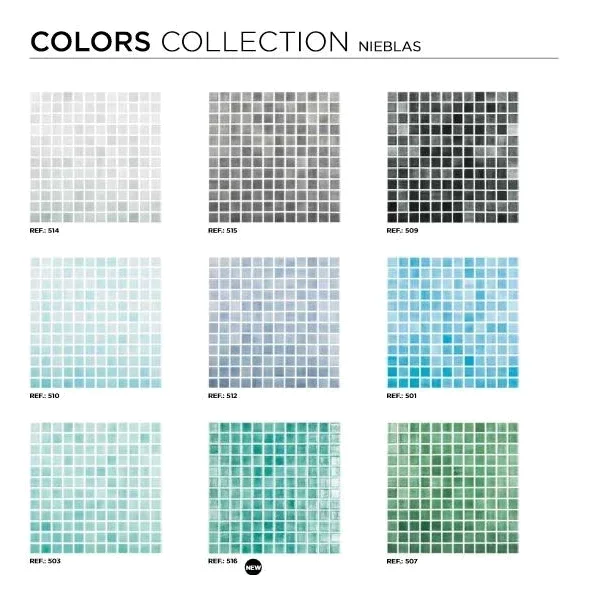 COLORS COLLECTION NIEBLAS
REF.: 514 REF.: 515 REF.: 509
REF.: 510 REF.: 512 REF.: 501
REF.: 503 REF.: 516 REF.: 507
NEW